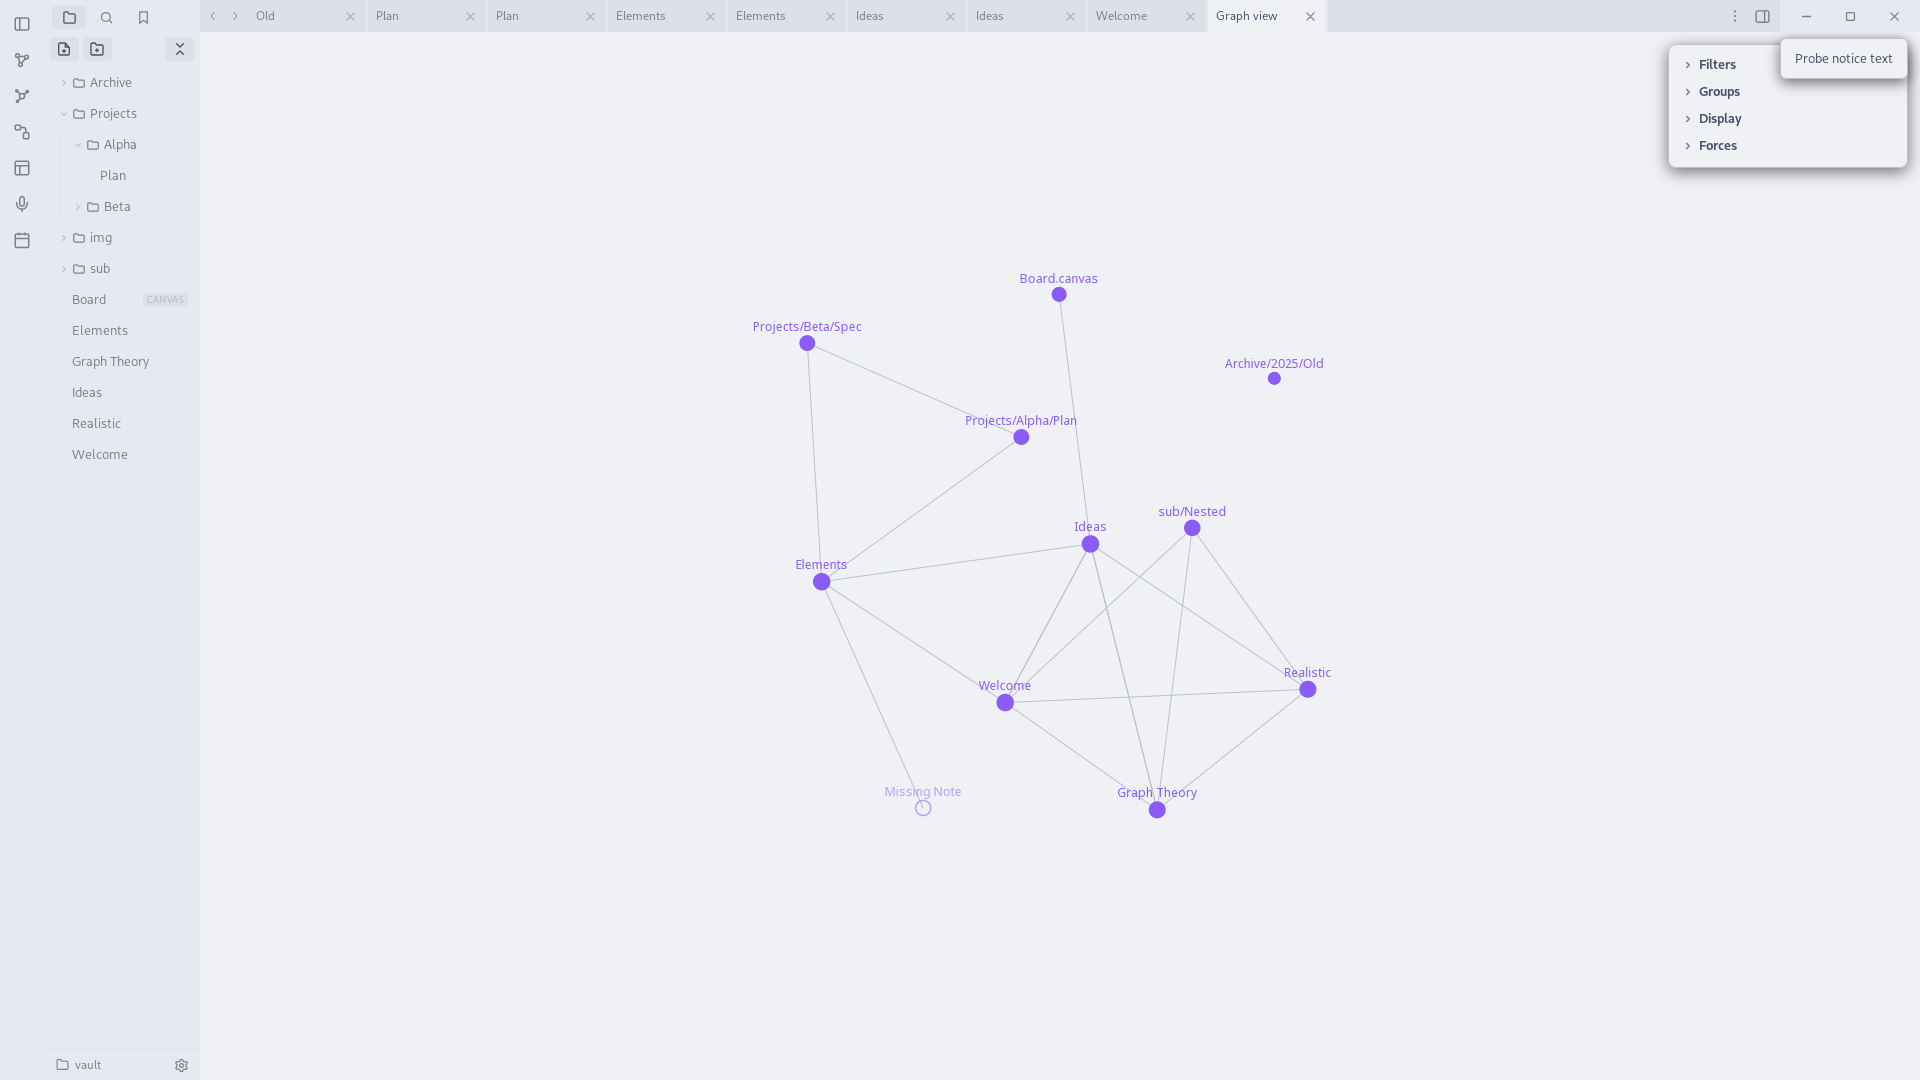 Old
Plan
Plan
Elements
Elements
Ideas
Ideas
Welcome
Graph view
Probe notice text
Filters
Groups
Display
Forces
Archive
Projects
Alpha
Plan
Beta
img
sub
Board CANVAS
Elements
Graph Theory
Ideas
Realistic
Welcome
vault
Board.canvas
Projects/Beta/Spec
Archive/2025/Old
Projects/Alpha/Plan
sub/Nested
Ideas
Elements
Realistic
Welcome
Missing Note
Graph Theory